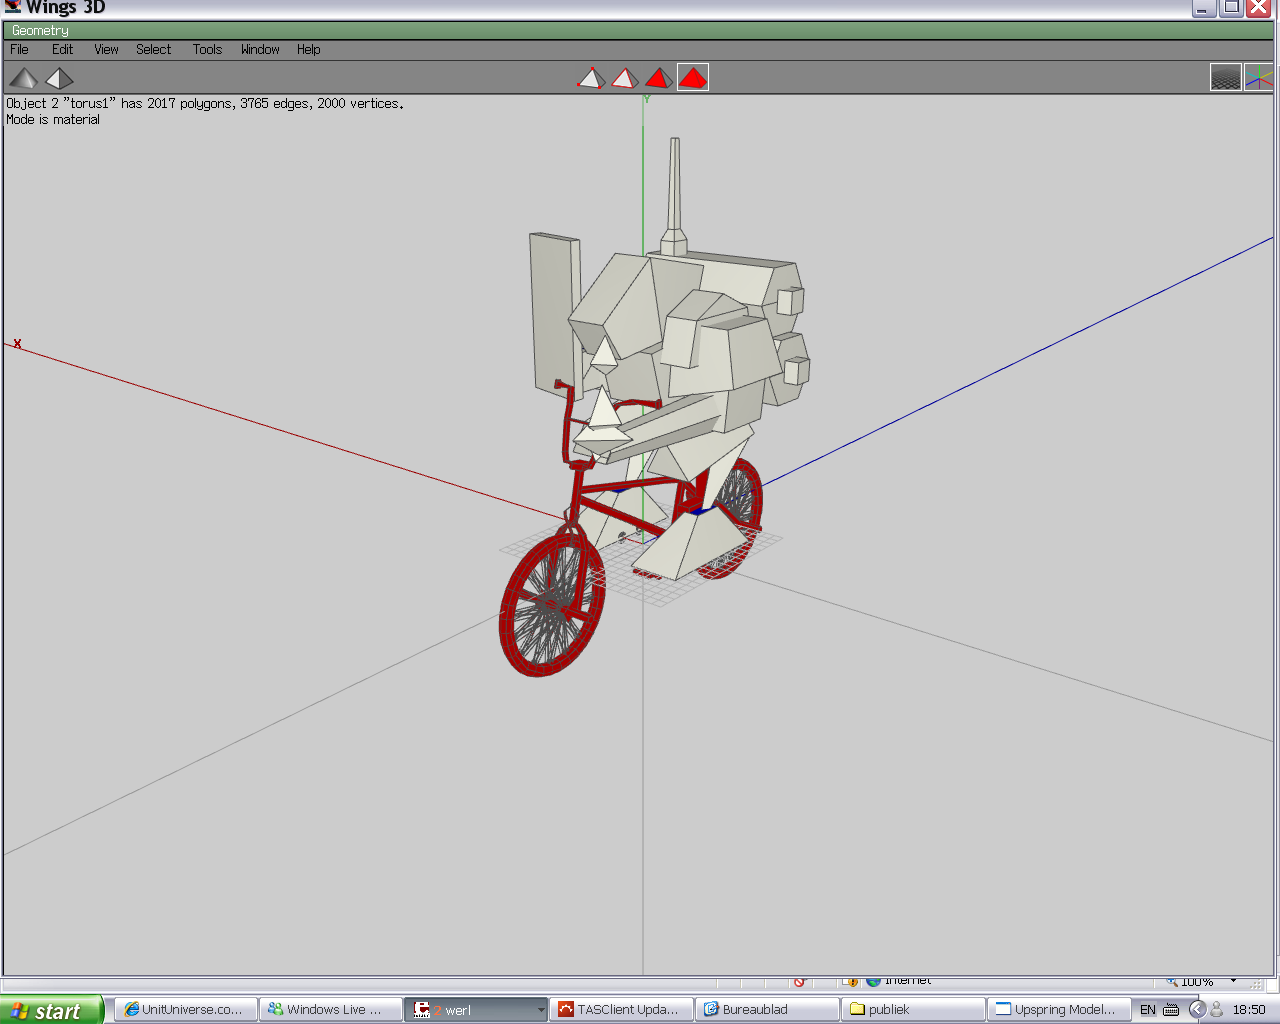 Wings 3D
Geometry
File Edit View Select Tools Window Help
Object 2 "torus1" has 2017 polygons, 3765 edges, 2000 vertices.
Mode is material
Y
X
Internet 100%
start UnitUniverse.co... Windows Live ... 2 werl TASClient Upda... Bureaublad publiek Upspring Model... EN 18:50